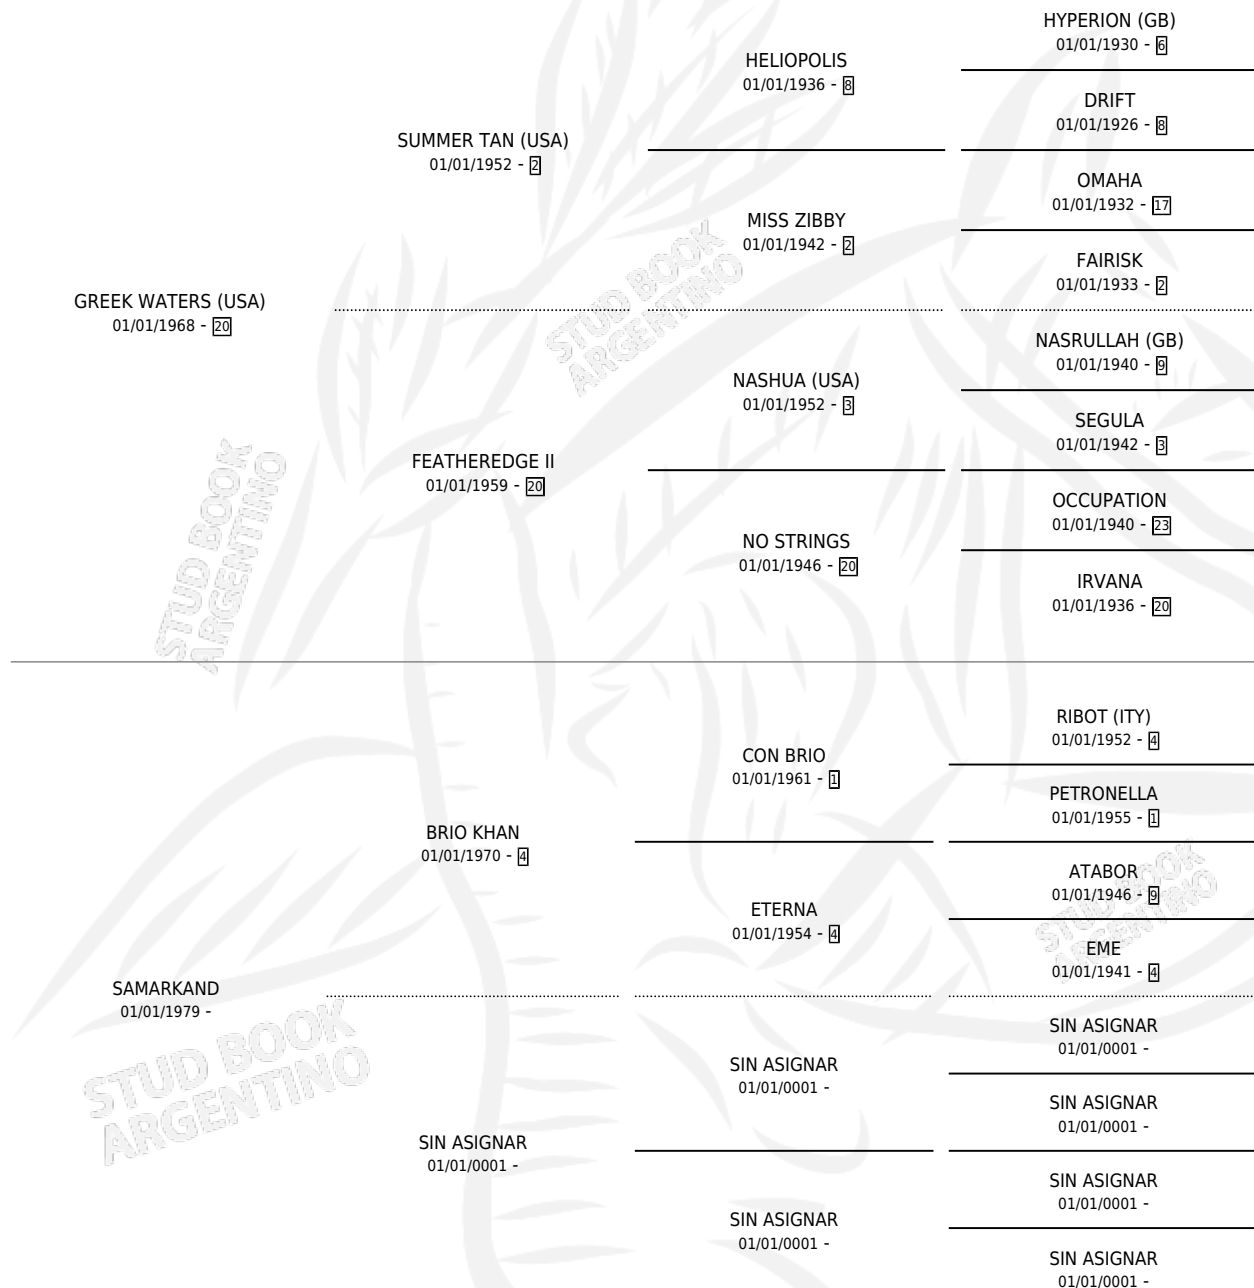 HYPERION (GB)
01/01/1930 - 6
HELIOPOLIS
01/01/1936 - 8
DRIFT
01/01/1926 - 8
SUMMER TAN (USA)
01/01/1952 - 2
OMAHA
01/01/1932 - 17
MISS ZIBBY
01/01/1942 - 2
FAIRISK
01/01/1933 - 2
GREEK WATERS (USA)
01/01/1968 - 20
STUD BOOK
ARGENTINO
NASRULLAH (GB)
01/01/1940 - 9
NASHUA (USA)
01/01/1952 - 3
SEGULA
01/01/1942 - 3
FEATHEREDGE II
01/01/1959 - 20
OCCUPATION
01/01/1940 - 23
NO STRINGS
01/01/1946 - 20
IRVANA
01/01/1936 - 20
STUD BOOK
ARGENTINO
RIBOT (ITY)
01/01/1952 - 4
CON BRIO
01/01/1961 - 1
PETRONELLA
01/01/1955 - 1
BRIO KHAN
01/01/1970 - 4
ATABOR
01/01/1946 - 9
ETERNA
01/01/1954 - 4
EME
01/01/1941 - 4
STUD BOOK
ARGENTINO
SAMARKAND
01/01/1979 -
STUD BOOK
ARGENTINO
SIN ASIGNAR
01/01/0001 -
SIN ASIGNAR
01/01/0001 -
SIN ASIGNAR
01/01/0001 -
SIN ASIGNAR
01/01/0001 -
SIN ASIGNAR
01/01/0001 -
SIN ASIGNAR
01/01/0001 -
SIN ASIGNAR
01/01/0001 -